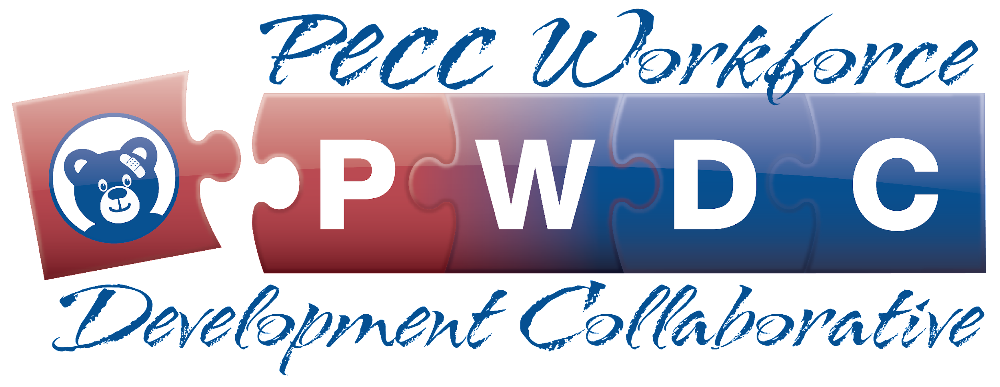 Pecc Workforce
PWDC
Development Collaborative